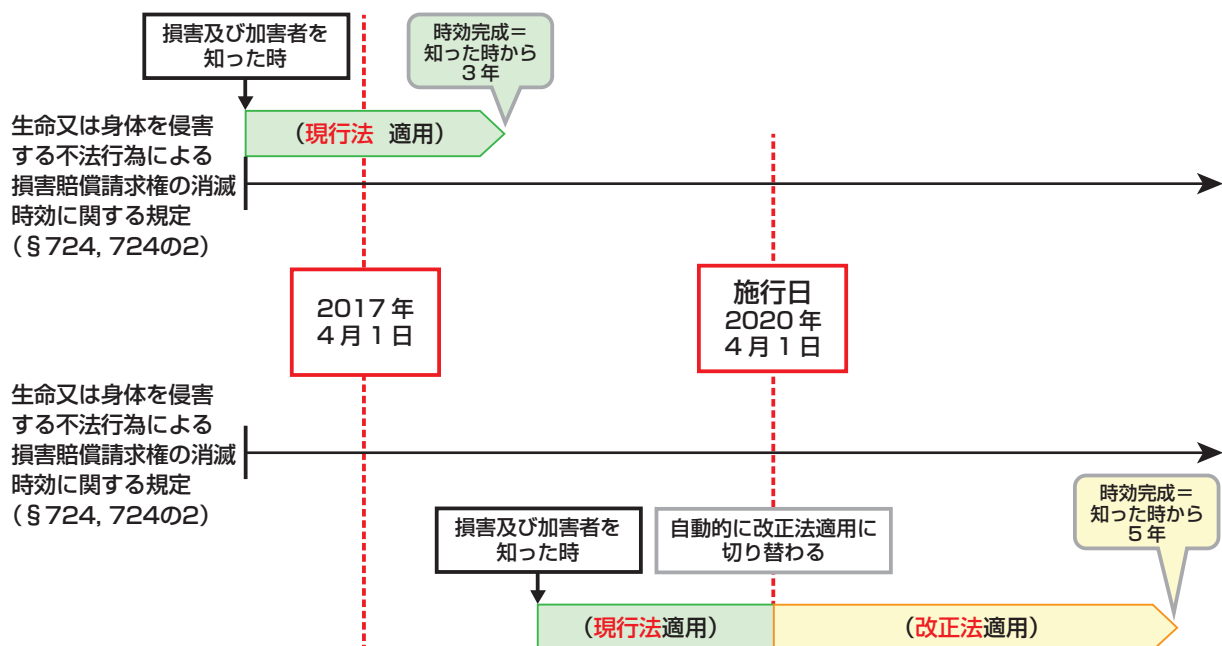 損害及び加害者を
知った時
時効完成＝
知った時から
３年
生命又は身体を侵害
する不法行為による
損害賠償請求権の消滅
時効に関する規定
（§724, 724の2）
（現行法 適用）
2017年
4月1日
施行日
2020年
4月1日
生命又は身体を侵害
する不法行為による
損害賠償請求権の消滅
時効に関する規定
（§724, 724の2）
損害及び加害者を
知った時
自動的に改正法適用に
切り替わる
時効完成＝
知った時から
５年
（現行法適用）
（改正法適用）